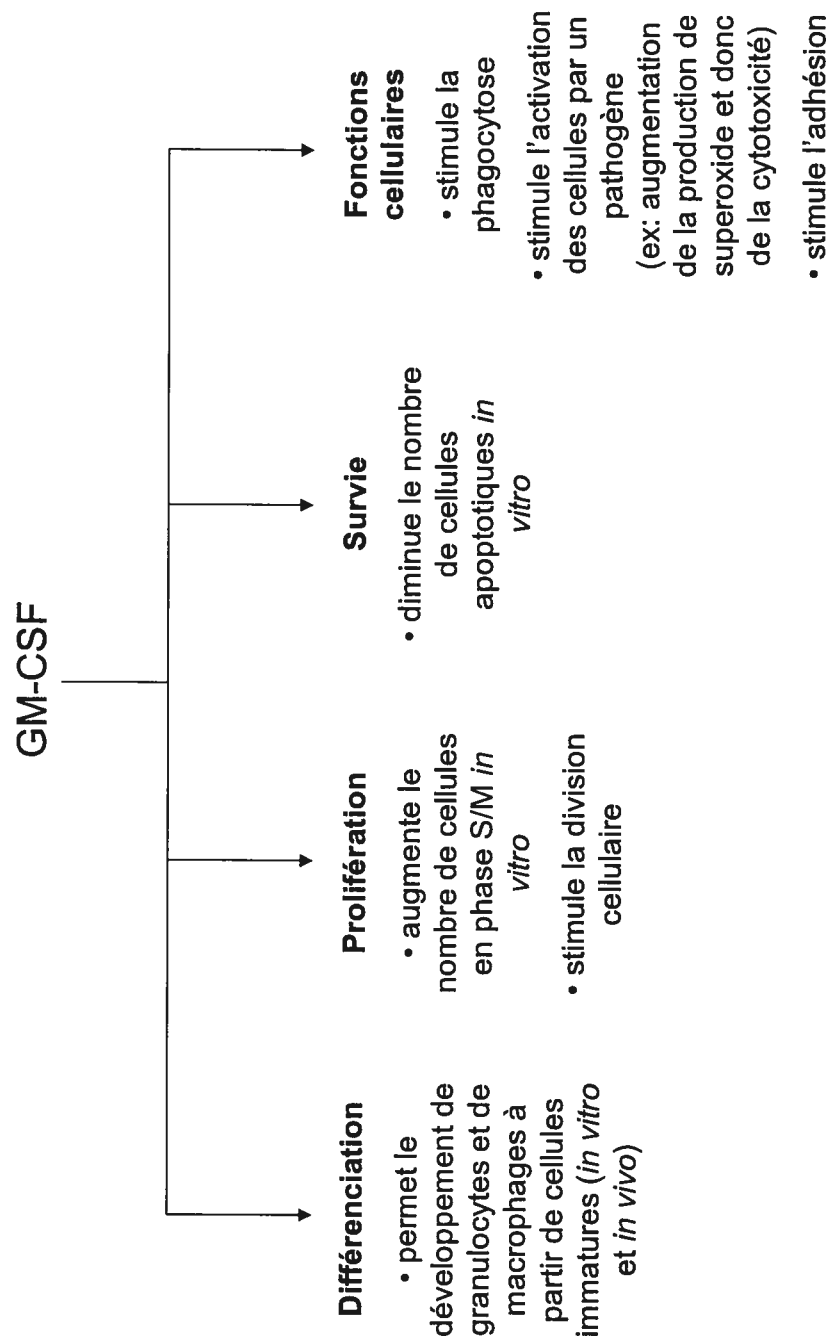 GM-CSF
Différenciation
• permet le
développement de
granulocytes et de
macrophages à
partir de cellules
immatures (in vitro
et in vivo)
Prolifération
• augmente le
nombre de cellules
en phase S/M in
vitro
• stimule la division
cellulaire
Survie
• diminue le nombre
de cellules
apoptotiques in
vitro
Fonctions
cellulaires
• stimule la
phagocytose
• stimule l'activation
des cellules par un
pathogène
(ex: augmentation
de la production de
superoxide et donc
de la cytotoxicité)
• stimule l'adhésion